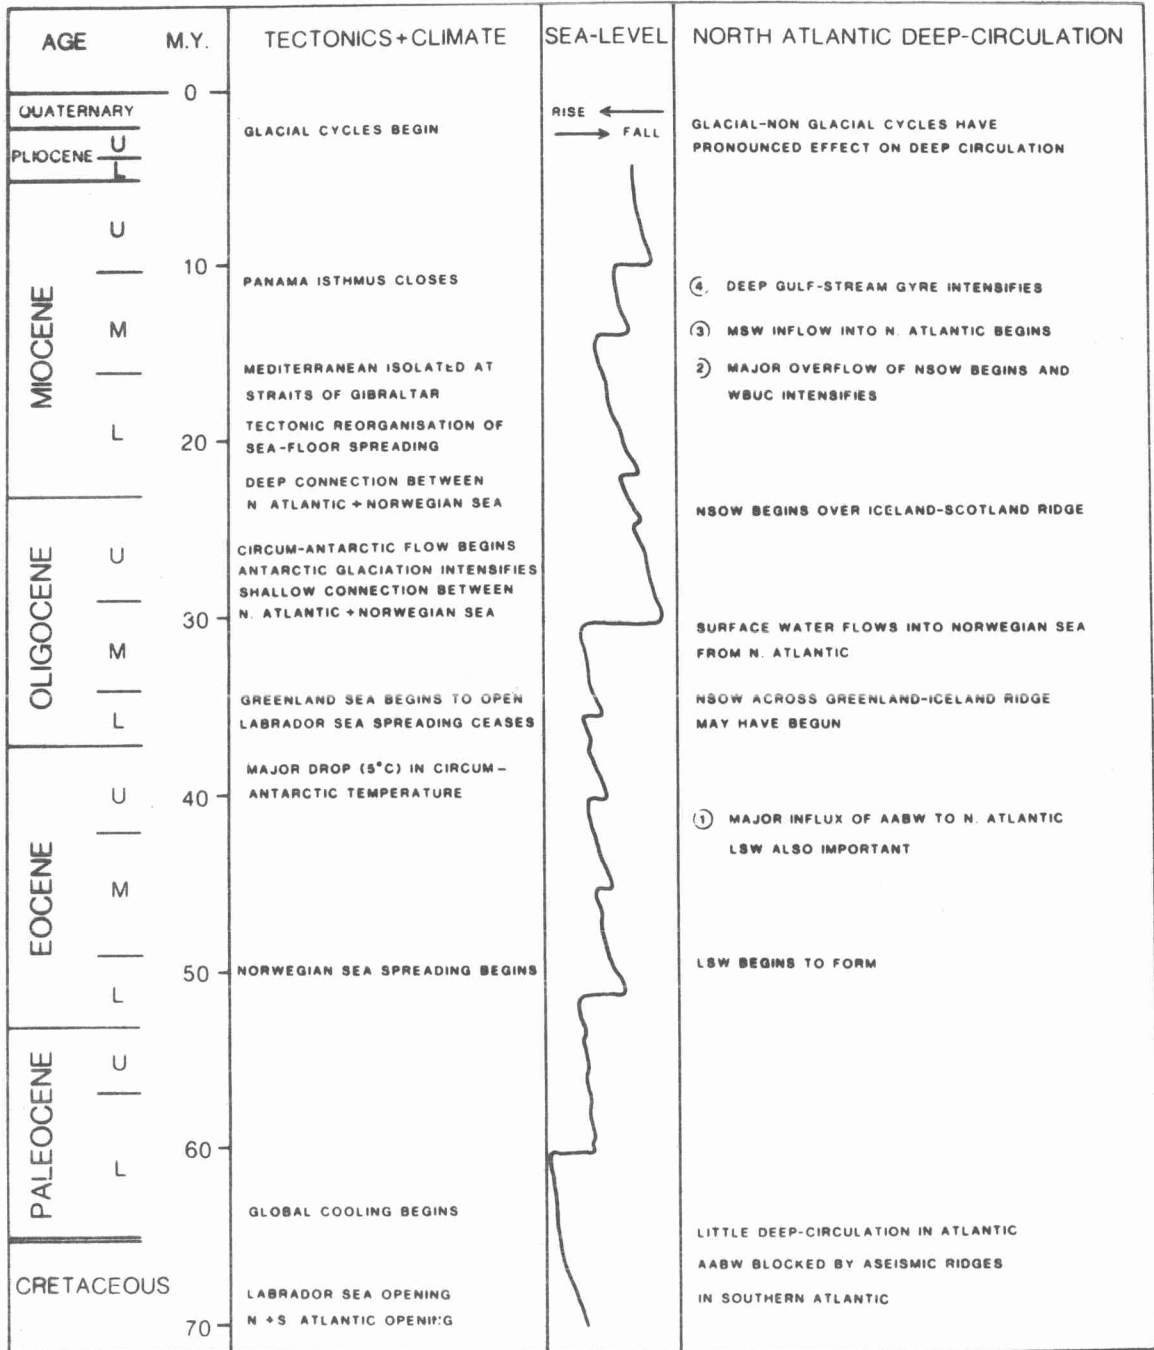 AGE M.Y. TECTONICS+CLIMATE SEA-LEVEL NORTH ATLANTIC DEEP-CIRCULATION
0
QUATERNARY
RISE ←
→ FALL
GLACIAL CYCLES BEGIN
GLACIAL-NON GLACIAL CYCLES HAVE
PRONOUNCED EFFECT ON DEEP CIRCULATION
PLIOCENE U
L
MIOCENE
U
10
PANAMA ISTHMUS CLOSES
④. DEEP GULF-STREAM GYRE INTENSIFIES
M
③ MSW INFLOW INTO N. ATLANTIC BEGINS
MEDITERRANEAN ISOLATED AT
STRAITS OF GIBRALTAR
② MAJOR OVERFLOW OF NSOW BEGINS AND
WBUC INTENSIFIES
L
20
TECTONIC REORGANISATION OF
SEA-FLOOR SPREADING
DEEP CONNECTION BETWEEN
N ATLANTIC + NORWEGIAN SEA
NSOW BEGINS OVER ICELAND-SCOTLAND RIDGE
OLIGOCENE
U
CIRCUM-ANTARCTIC FLOW BEGINS
ANTARCTIC GLACIATION INTENSIFIES
SHALLOW CONNECTION BETWEEN
N. ATLANTIC + NORWEGIAN SEA
30
SURFACE WATER FLOWS INTO NORWEGIAN SEA
FROM N. ATLANTIC
M
L
GREENLAND SEA BEGINS TO OPEN
LABRADOR SEA SPREADING CEASES
NSOW ACROSS GREENLAND-ICELAND RIDGE
MAY HAVE BEGUN
EOCENE
U
40
MAJOR DROP (5°C) IN CIRCUM-
ANTARCTIC TEMPERATURE
① MAJOR INFLUX OF AABW TO N. ATLANTIC
LSW ALSO IMPORTANT
M
L
50
NORWEGIAN SEA SPREADING BEGINS
LSW BEGINS TO FORM
PALEOCENE
U
60
L
GLOBAL COOLING BEGINS
LITTLE DEEP-CIRCULATION IN ATLANTIC
AABW BLOCKED BY ASEISMIC RIDGES
IN SOUTHERN ATLANTIC
CRETACEOUS
LABRADOR SEA OPENING
N + S ATLANTIC OPENING
70